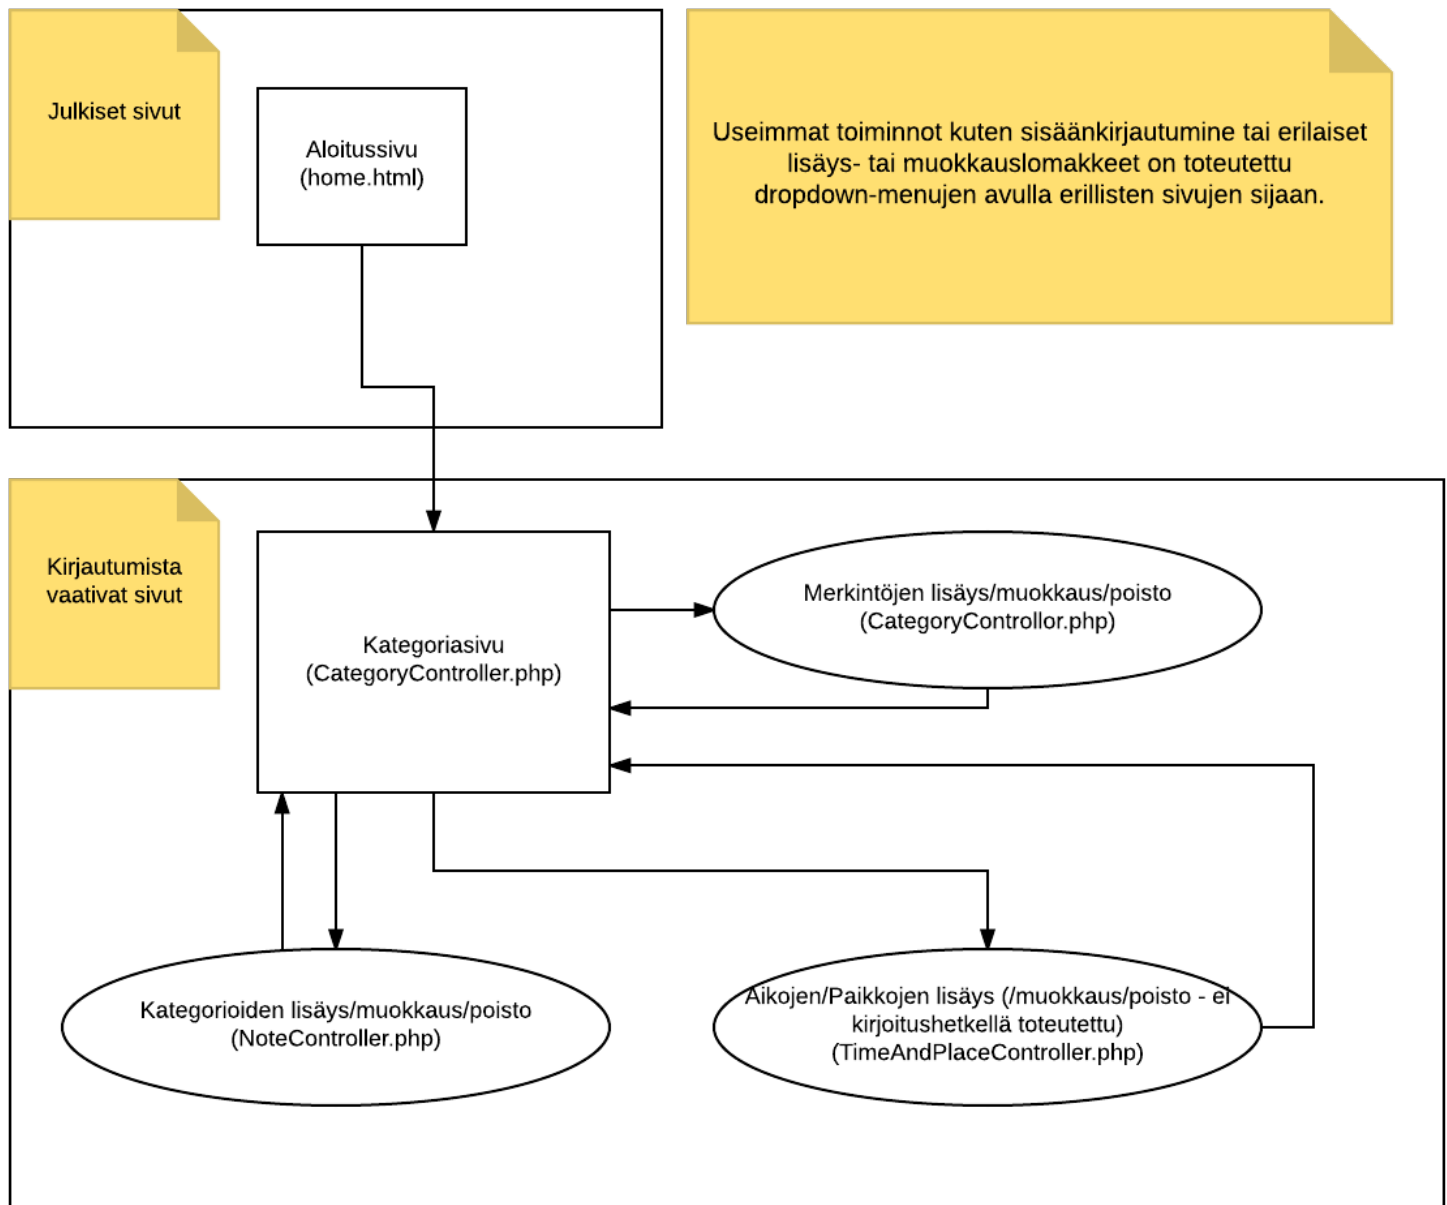 Julkiset sivut
Aloitussivu
(home.html)
Useimmat toiminnot kuten sisäänkirjautumine tai erilaiset
lisäys- tai muokkauslomakkeet on toteutettu
dropdown-menujen avulla erillisten sivujen sijaan.
Kirjautumista
vaativat sivut
Kategoriasivu
(CategoryController.php)
Merkintöjen lisäys/muokkaus/poisto
(CategoryControllor.php)
Kategorioiden lisäys/muokkaus/poisto
(NoteController.php)
Aikojen/Paikkojen lisäys (/muokkaus/poisto - ei
kirjoitushetkellä toteutettu)
(TimeAndPlaceController.php)